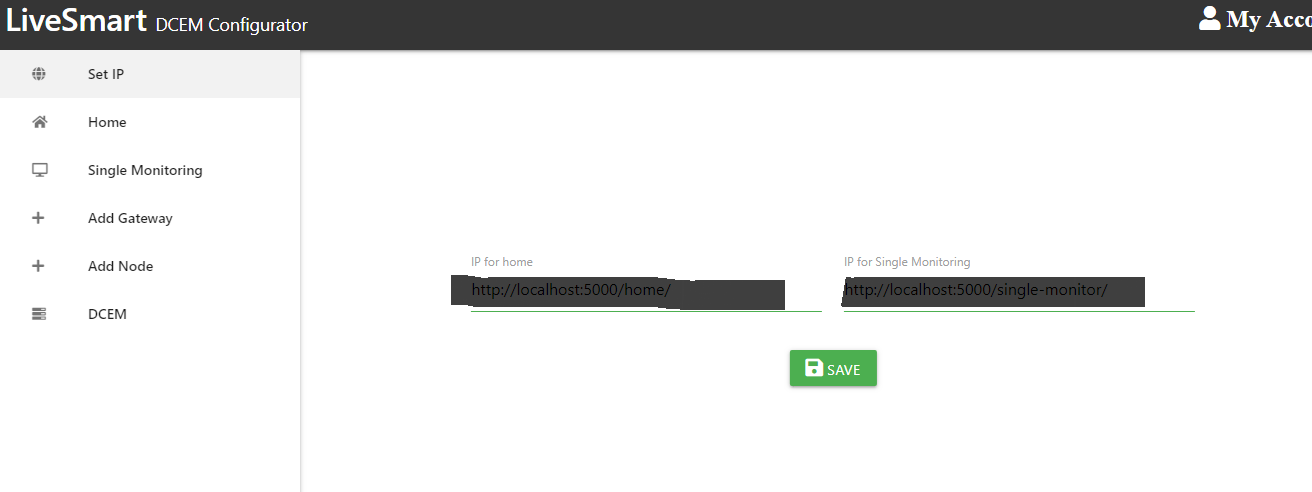 LiveSmart DCEM Configurator
My Acco
Set IP
Home
Single Monitoring
Add Gateway
Add Node
DCEM
IP for home
IP for Single Monitoring
http://localhost:5000/home/
http://localhost:5000/single-monitor/
SAVE